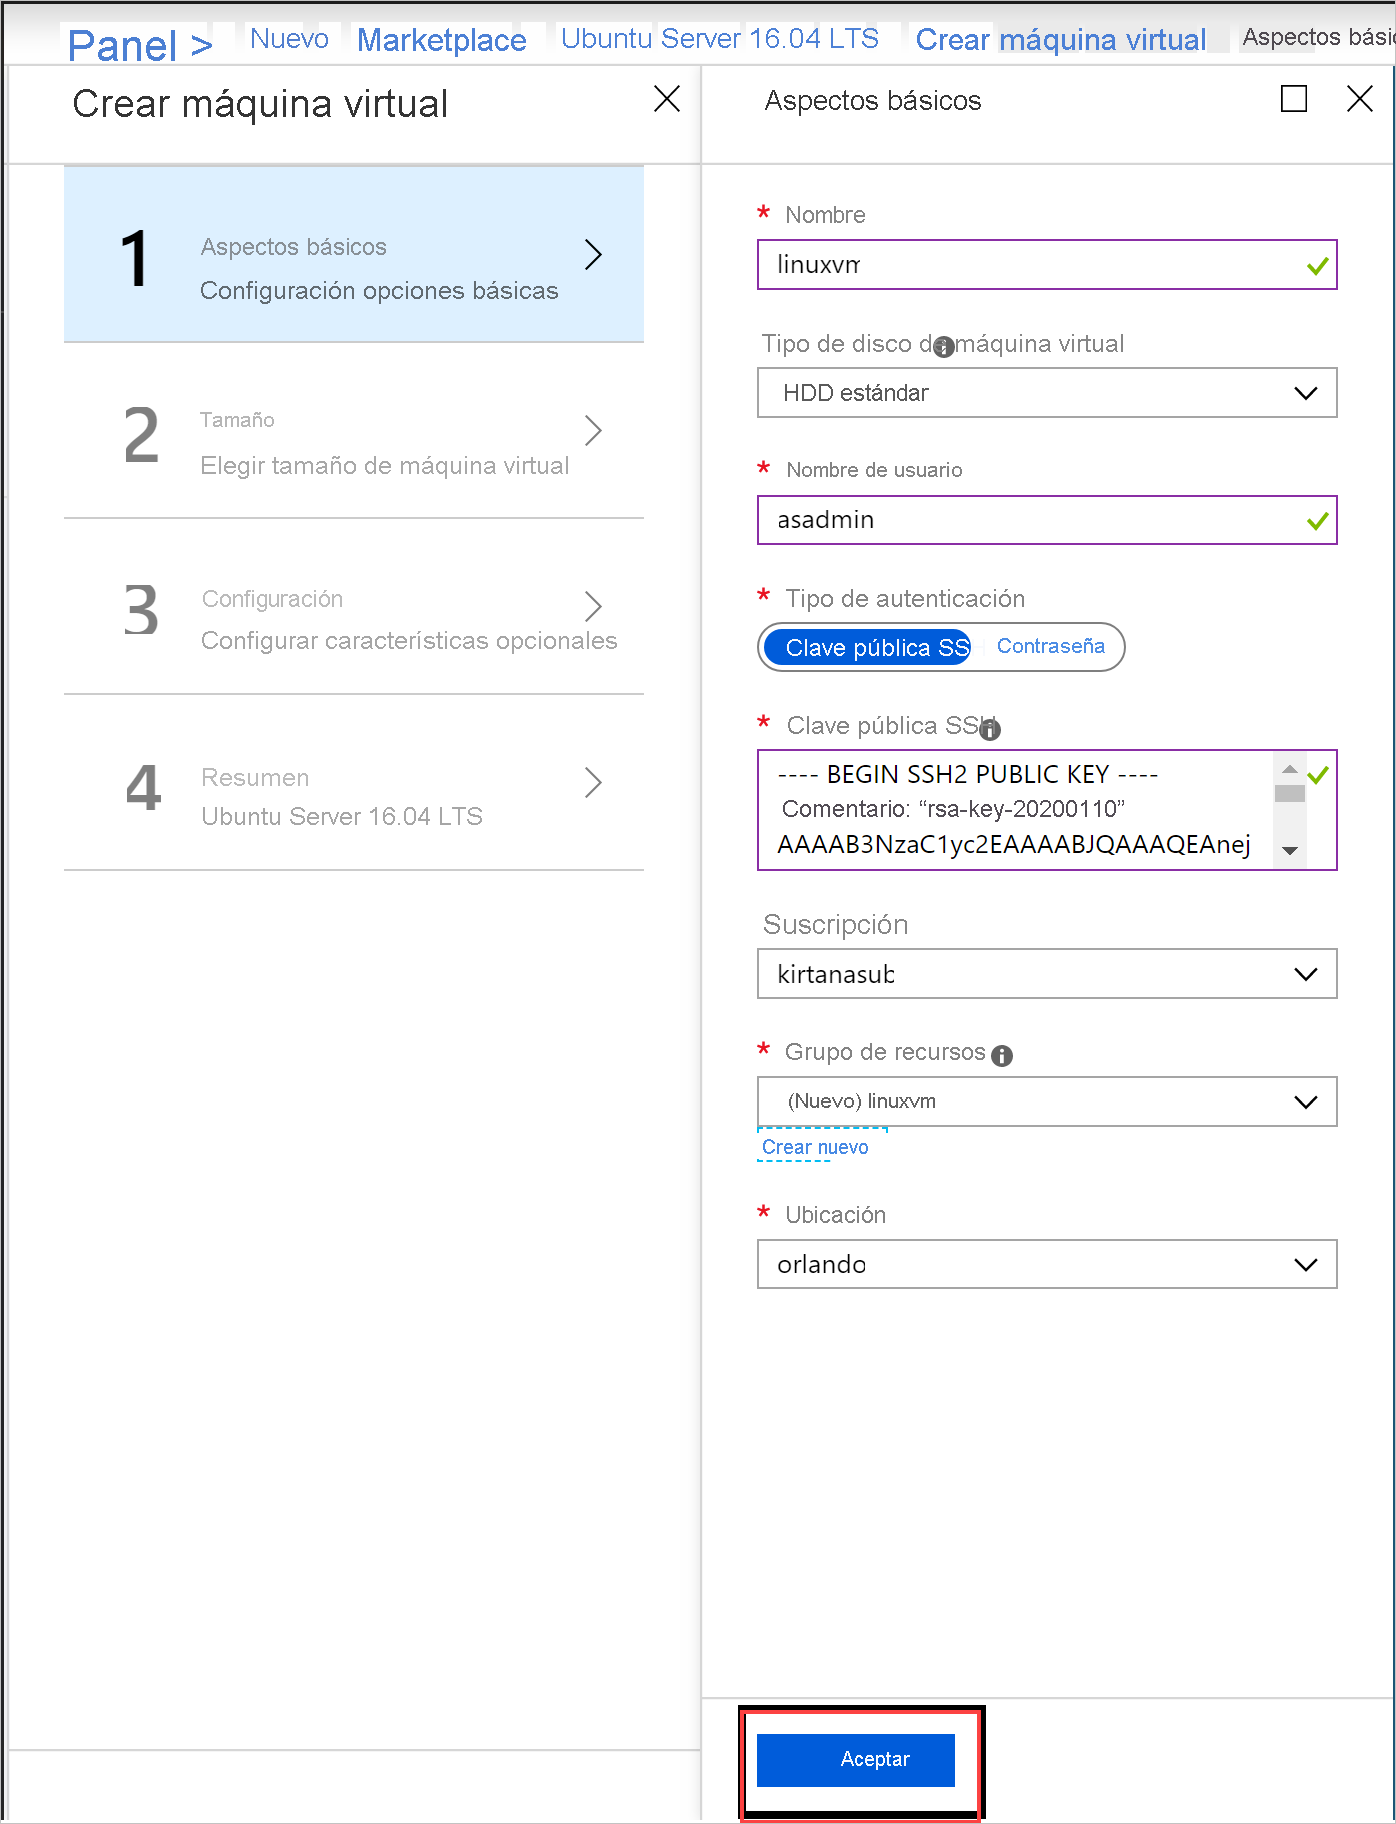 Panel > Nuevo Marketplace Ubuntu Server 16.04 LTS Crear máquina virtual Aspectos bási
Crear máquina virtual
1
Aspectos básicos
Configuración opciones básicas
2
Tamaño
Elegir tamaño de máquina virtual
3
Configuración
Configurar características opcionales
4
Resumen
Ubuntu Server 16.04 LTS
Aspectos básicos
* Nombre
linuxvm
Tipo de disco de máquina virtual
HDD estándar
* Nombre de usuario
asadmin
* Tipo de autenticación
Clave pública SS Contraseña
* Clave pública SSH
---- BEGIN SSH2 PUBLIC KEY ----
Comentario: “rsa-key-20200110”
AAAAB3NzaC1yc2EAAAABJQAAAQEAnej
Suscripción
kirtanasub
* Grupo de recursos
(Nuevo) linuxvm
Crear nuevo
* Ubicación
orlando
Aceptar